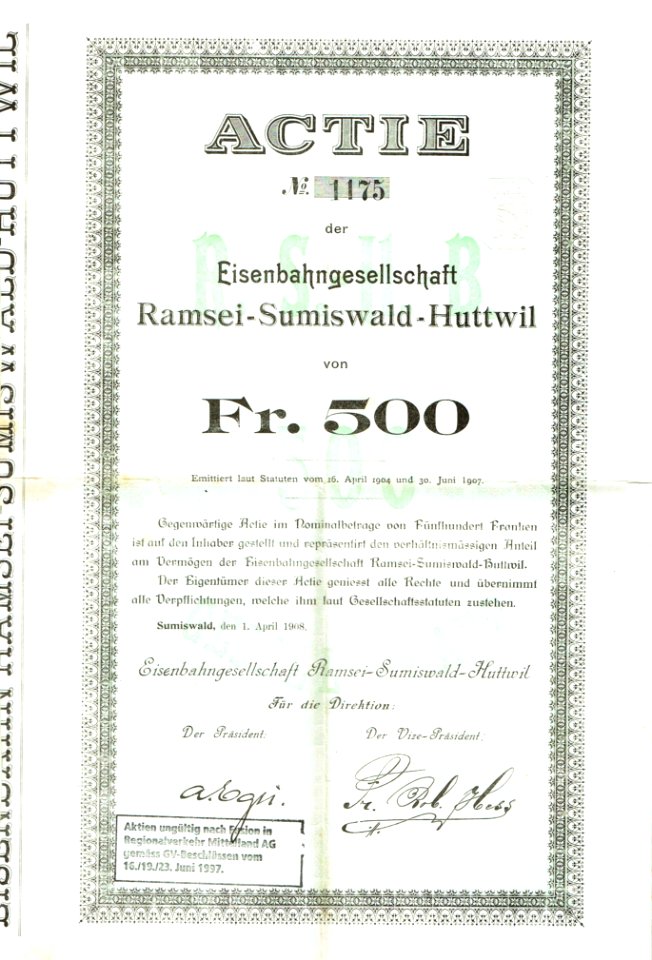 ACTIE
No. 1175
der
Eisenbahngesellschaft
Ramsei-Sumiswald-Huttwil
von
Fr. 500
Emittiert laut Statuten vom 26. April 1904 und 30. Juni 1907.
Gegenwärtige Actie im Nominalbetrage von Fünfhundert Franken
ist auf den Inhaber gestellt und repräsentirt den verhältnismässigen Anteil
am Vermögen der Eisenbahngesellschaft Ramsei-Sumiswald-Huttwil.
Der Eigentümer dieser Actie geniesst alle Rechte und übernimmt
alle Verpflichtungen, welche ihm laut Gesellschaftsstatuten zustehen.
Sumiswald, den 1. April 1908.
Eisenbahngesellschaft Ramsei-Sumiswald-Huttwil
Für die Direktion:
Der Präsident:
Der Vize-Präsident:
Fr. Rob. Hess
Aktien ungültig nach Fusion in
Regionalverkehr Mittelland AG
gemäss GV-Beschlüssen vom
16./19./23. Juni 1997.
R. S. H. B
500